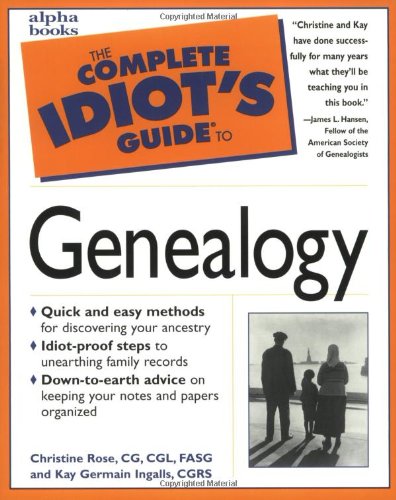 Copyrighted Material
alpha
books
THE
COMPLETE
IDIOT'S
GUIDE® TO
"Christine and Kay
have done success-
fully for many years
what they'll be
teaching you in
this book."
—James L. Hansen,
Fellow of the
American Society
of Genealogists
Genealogy
Quick and easy methods
for discovering your ancestry
Idiot-proof steps to
unearthing family records
Down-to-earth advice on
keeping your notes and papers
organized
Christine Rose, CG, CGL, FASG
and Kay Germain Ingalls, CGRS
Copyrighted Material